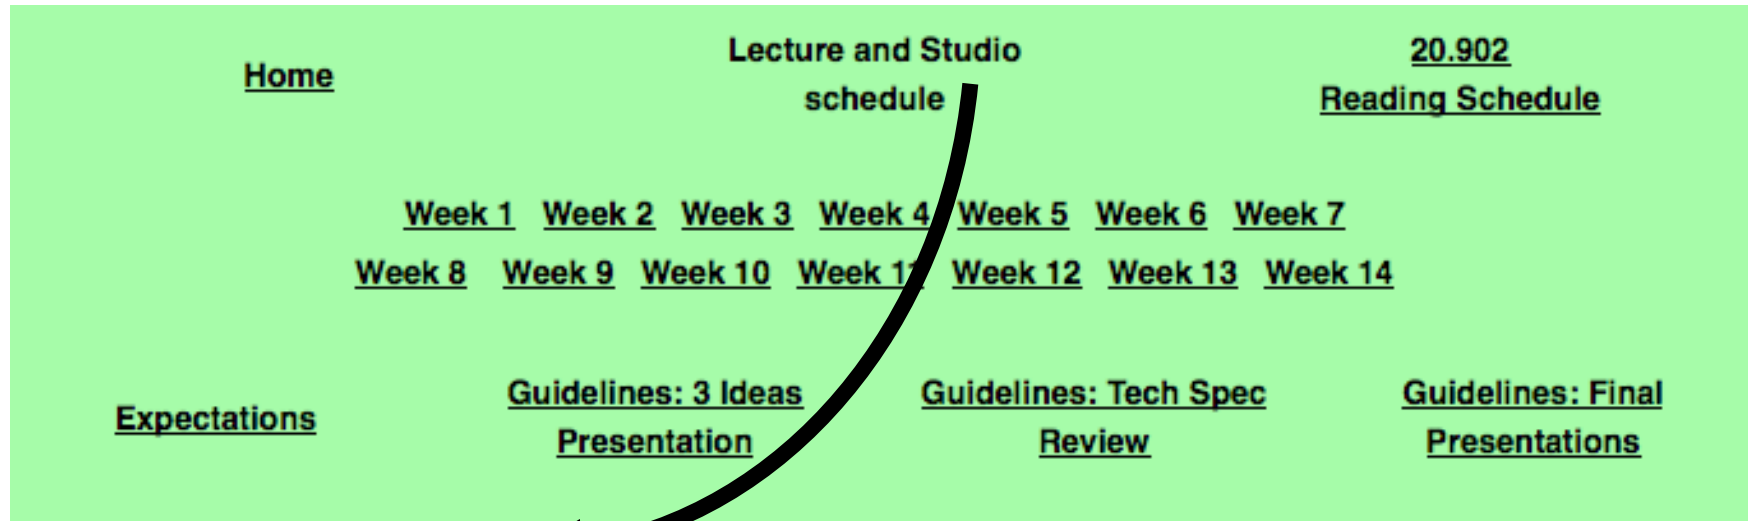 Home
Lecture and Studio
schedule
20.902
Reading Schedule
Week 1 Week 2 Week 3 Week 4 Week 5 Week 6 Week 7
Week 8 Week 9 Week 10 Week 11 Week 12 Week 13 Week 14
Expectations
Guidelines: 3 Ideas
Presentation
Guidelines: Tech Spec
Review
Guidelines: Final
Presentations